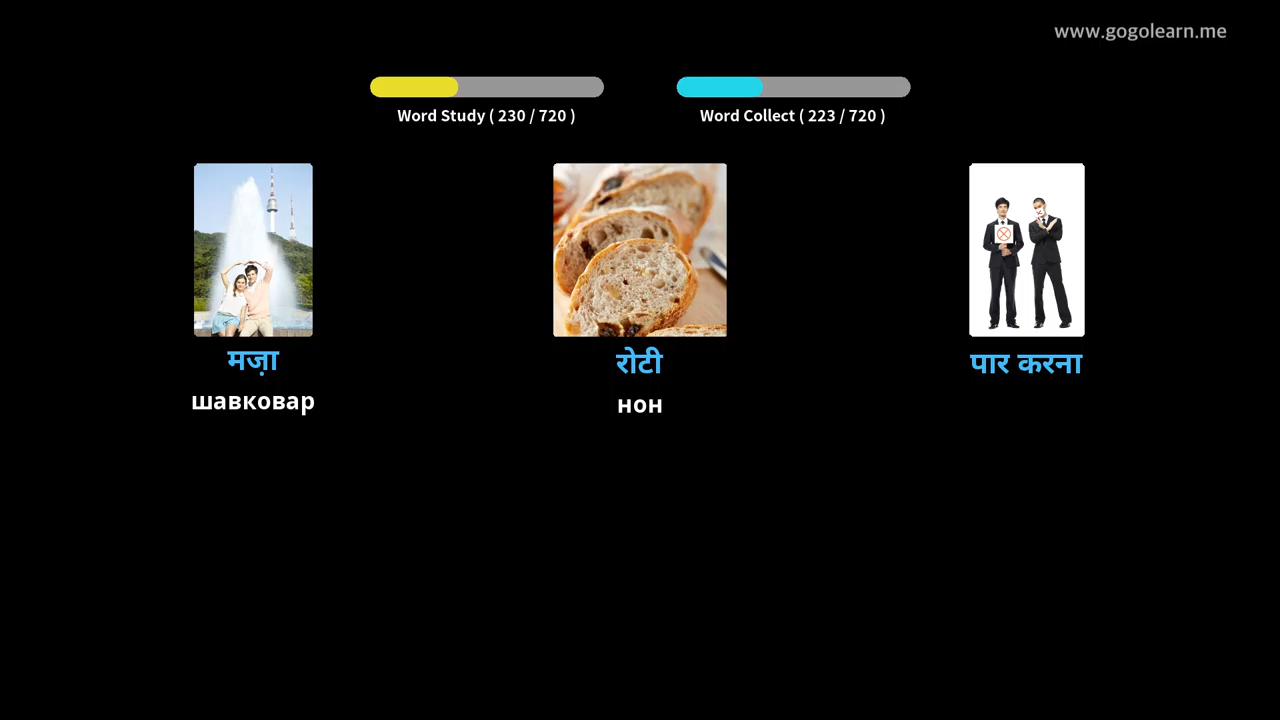 www.gogolearn.me
Word Study ( 230 / 720 )
Word Collect ( 223 / 720 )
मज़ा
रोटी
पार करना
шавковар
нон